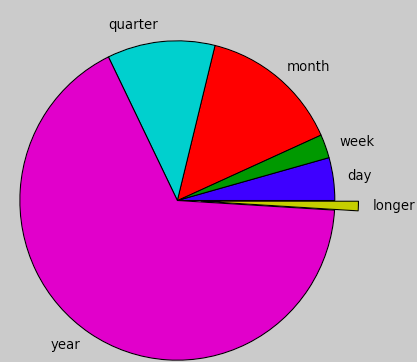 quarter
month
week
day
longer
year